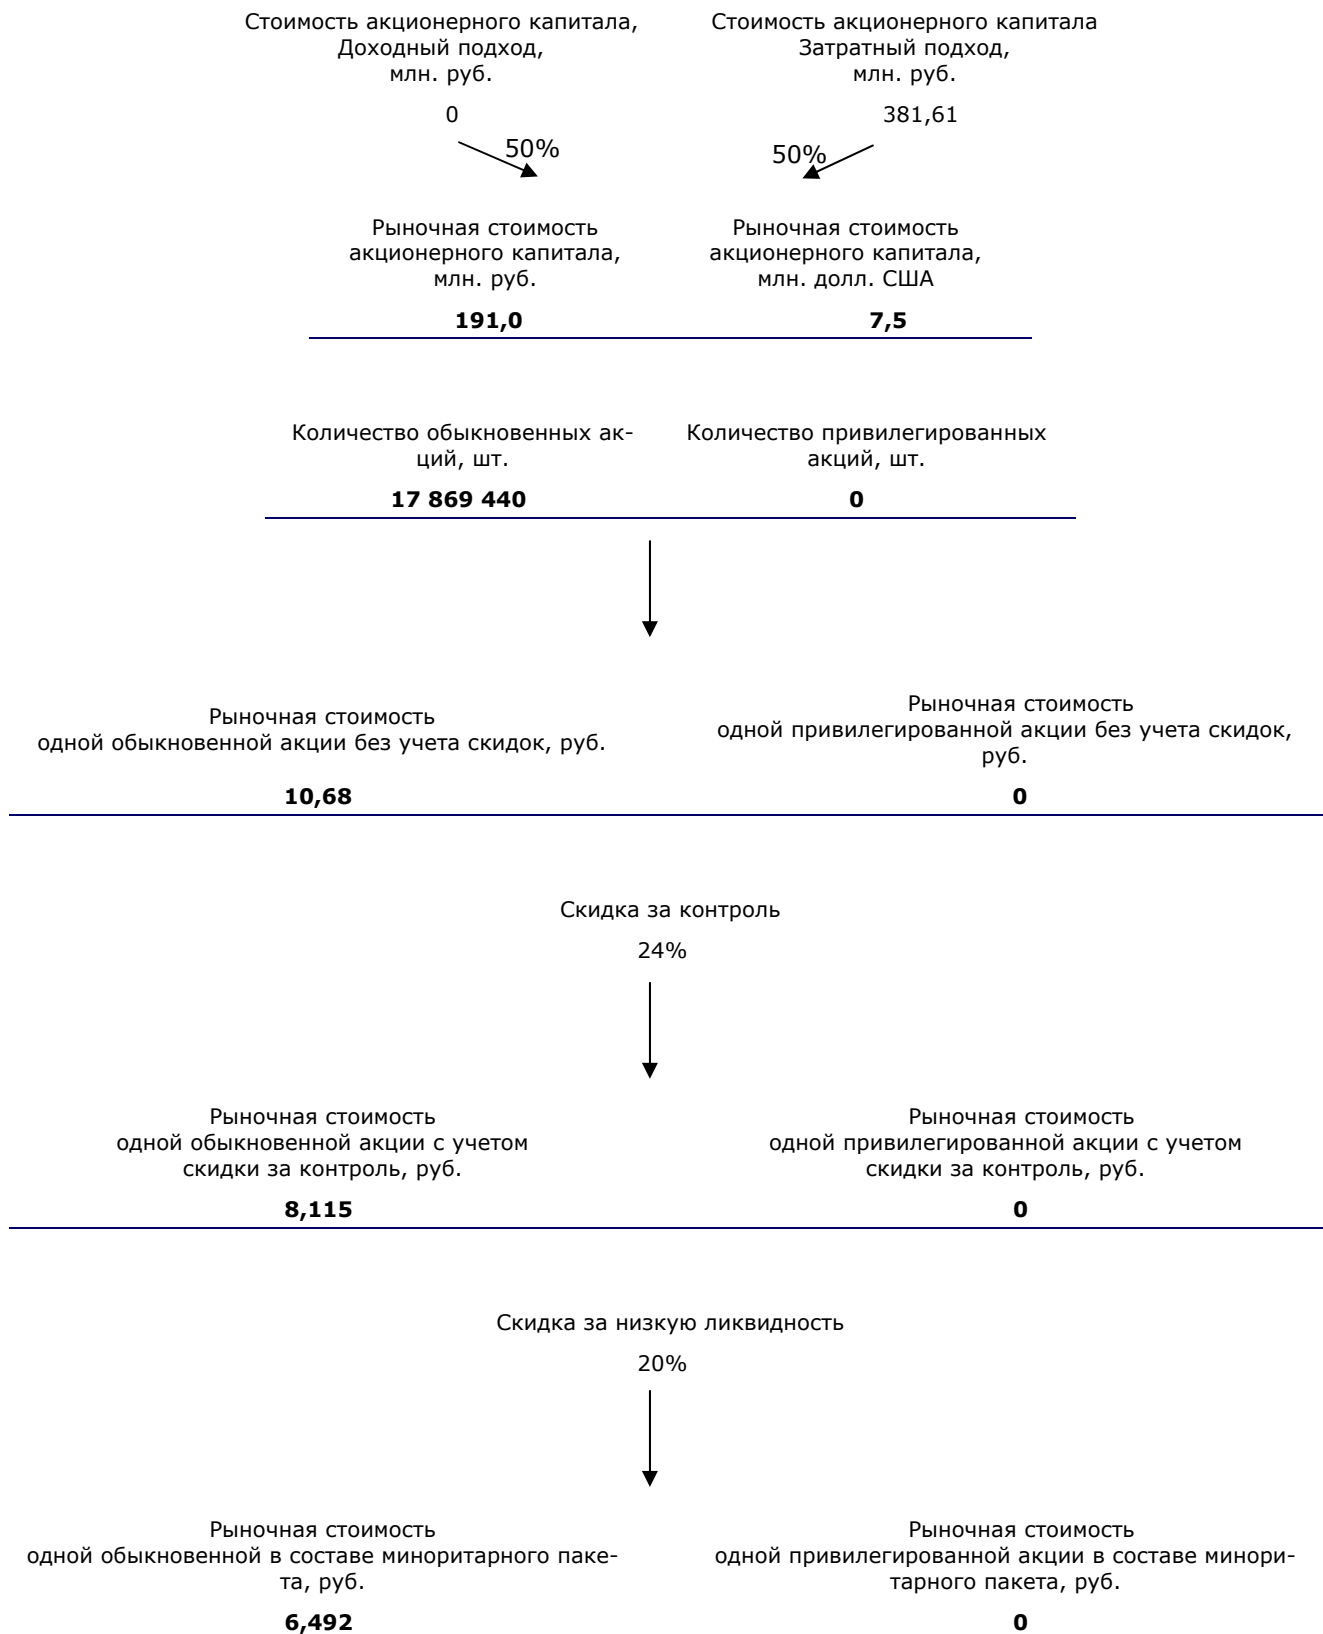 Стоимость акционерного капитала,
Доходный подход,
млн. руб.
0
Стоимость акционерного капитала
Затратный подход,
млн. руб.
381,61
50%
50%
Рыночная стоимость
акционерного капитала,
млн. руб.
191,0
Рыночная стоимость
акционерного капитала,
млн. долл. США
7,5
Количество обыкновенных ак-
ций, шт.
17 869 440
Количество привилегированных
акций, шт.
0
Рыночная стоимость
одной обыкновенной акции без учета скидок, руб.
10,68
Рыночная стоимость
одной привилегированной акции без учета скидок,
руб.
0
Скидка за контроль
24%
Рыночная стоимость
одной обыкновенной акции с учетом
скидки за контроль, руб.
8,115
Рыночная стоимость
одной привилегированной акции с учетом
скидки за контроль, руб.
0
Скидка за низкую ликвидность
20%
Рыночная стоимость
одной обыкновенной в составе миноритарного паке-
та, руб.
6,492
Рыночная стоимость
одной привилегированной акции в составе минори-
тарного пакета, руб.
0